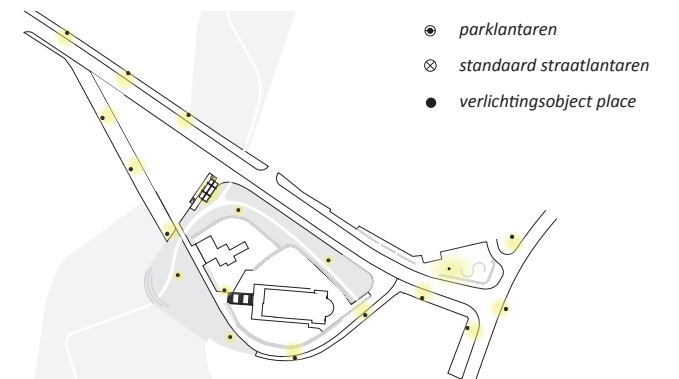 parklantaren
standaard straatlantaren
verlichtingsobject place